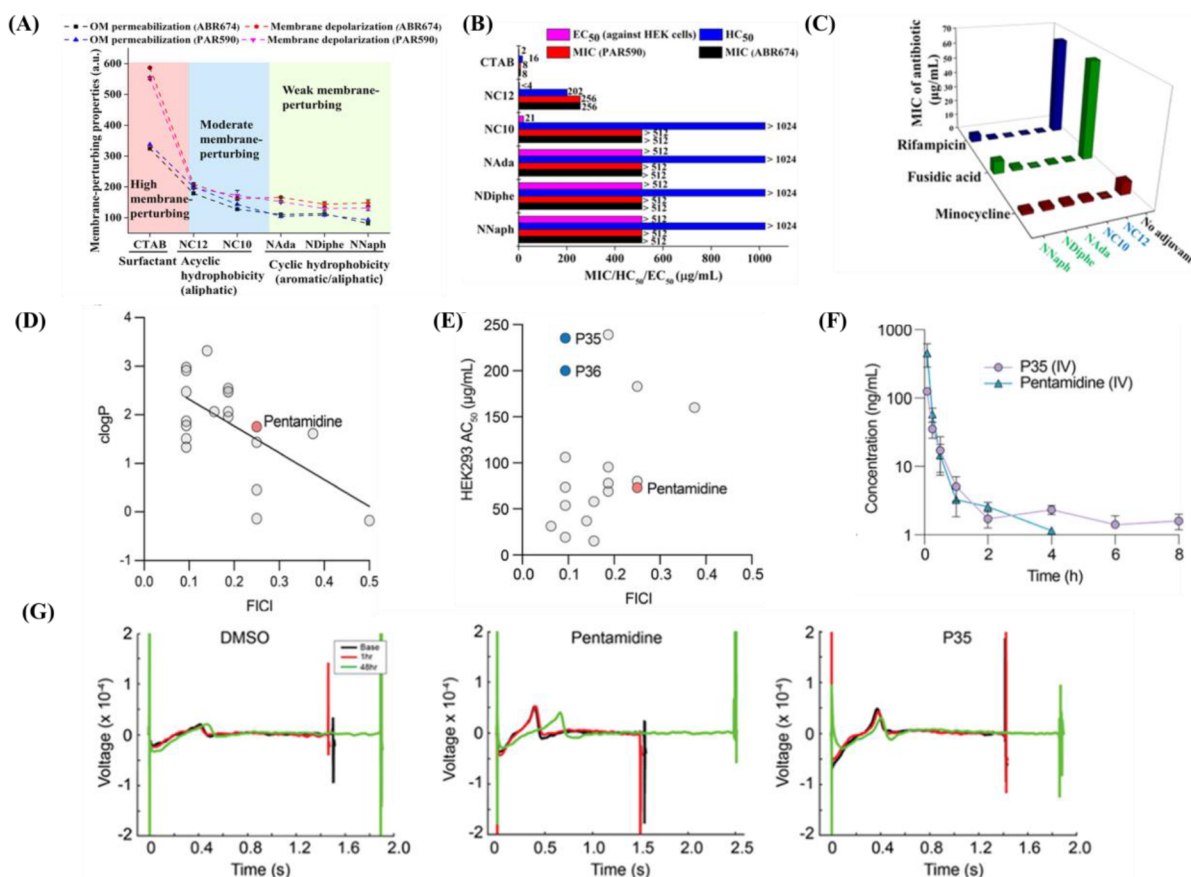 (A)
OM permeabilization (ABR674)
Membrane depolarization (ABR674)
OM permeabilization (PAR590)
Membrane depolarization (PAR590)
Membrane-perturbing properties (a.u.)
600
500
400
300
200
100
High
membrane
perturbing
Moderate
membrane-
perturbing
Weak membrane-
perturbing
CTAB NC12 NC10 NAda NDiphe NNaph
Surfactant
Acyclic
hydrophobicity
(aliphatic)
Cyclic hydrophobicity
(aromatic/aliphatic)
(B)
EC50 (against HEK cells)
HC50
MIC (PAR590)
MIC (ABR674)
CTAB
2
16
8
8
NC12
<4
202
256
256
NC10
21
> 1024
> 512
> 512
NAda
> 512
> 1024
> 512
> 512
NDiphe
> 512
> 1024
> 512
> 512
NNaph
> 512
> 1024
> 512
> 512
0 200 400 600 800 1000
MIC/HC50/EC50 (µg/mL)
(C)
MIC of antibiotic
(µg/mL)
70
60
50
40
30
20
10
0
Rifampicin
Fusidic acid
Minocycline
NNaph
NDiphe
NAda
NC10
NC12
No adjuvant
(D)
clogP
4
3
2
1
0
-1
Pentamidine
0.0 0.1 0.2 0.3 0.4 0.5
FICI
(E)
HEK293 AC50 (µg/mL)
250
200
150
100
50
0
P35
P36
Pentamidine
0.0 0.1 0.2 0.3 0.4 0.5
FICI
(F)
Concentration (ng/mL)
1000
100
10
1
P35 (IV)
Pentamidine (IV)
0 2 4 6 8
Time (h)
(G)
DMSO
Base
1hr
48hr
Voltage (x 10⁻⁴)
2
1
0
-1
-2
0 0.4 0.8 1.2 1.6 2.0
Time (s)
Pentamidine
Voltage (x 10⁻⁴)
2
1
0
-1
-2
0 0.5 1.0 1.5 2.0 2.5
Time (s)
P35
Voltage (x 10⁻⁴)
2
1
0
-1
-2
0 0.4 0.8 1.2 1.6 2.0
Time (s)